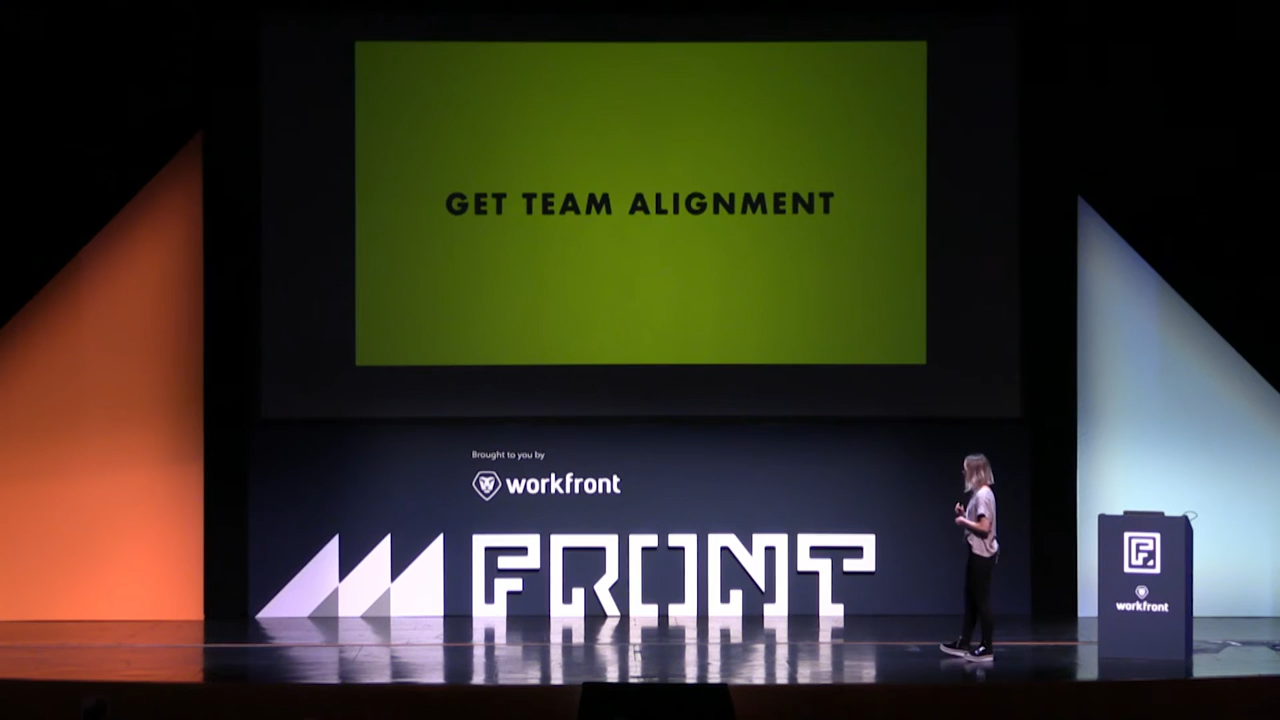 GET TEAM ALIGNMENT
Brought to you by
workfront
FRONT
F.
workfront